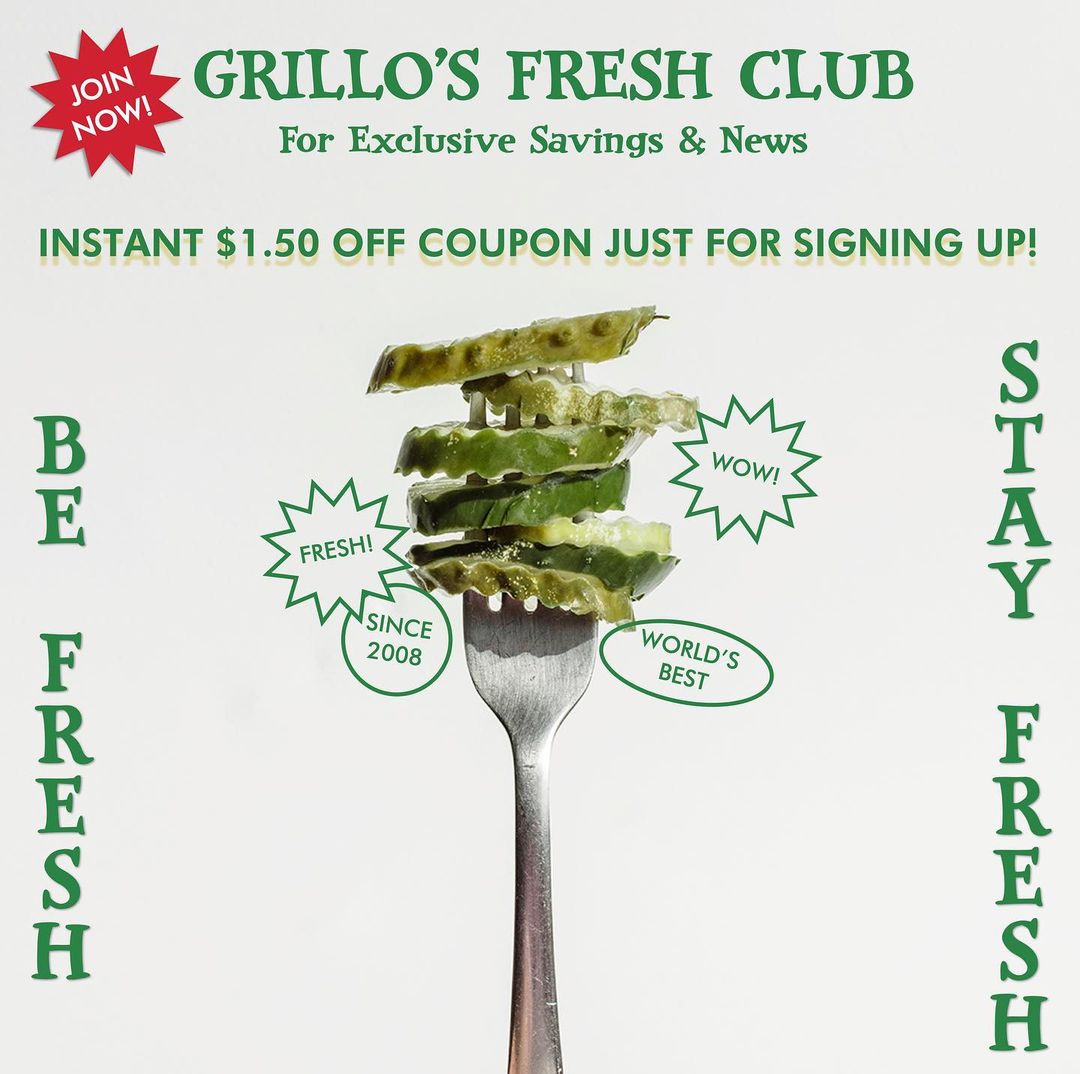 JOIN
NOW!
GRILLO'S FRESH CLUB
For Exclusive Savings & News
INSTANT $1.50 OFF COUPON JUST FOR SIGNING UP!
BE FRESH
STAY FRESH
WOW!
FRESH!
SINCE
2008
WORLD'S
BEST